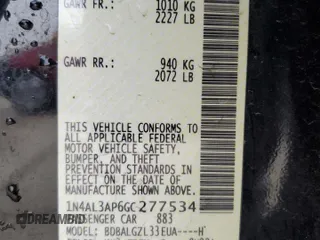 GAWR FR.: 1010 KG
2227 LB
GAWR RR.: 940 KG
2072 LB
THIS VEHICLE CONFORMS TO
ALL APPLICABLE FEDERAL
MOTOR VEHICLE SAFETY,
BUMPER, AND THEFT
PREVENTION STANDARDS
IN EFFECT ON THE DATE OF
MANUFACTURE SHOWN ABOVE.
1N4AL3AP6GC277534
PASSENGER CAR 883
MODEL: BDBALGZL33EUA----H
DREAMBID